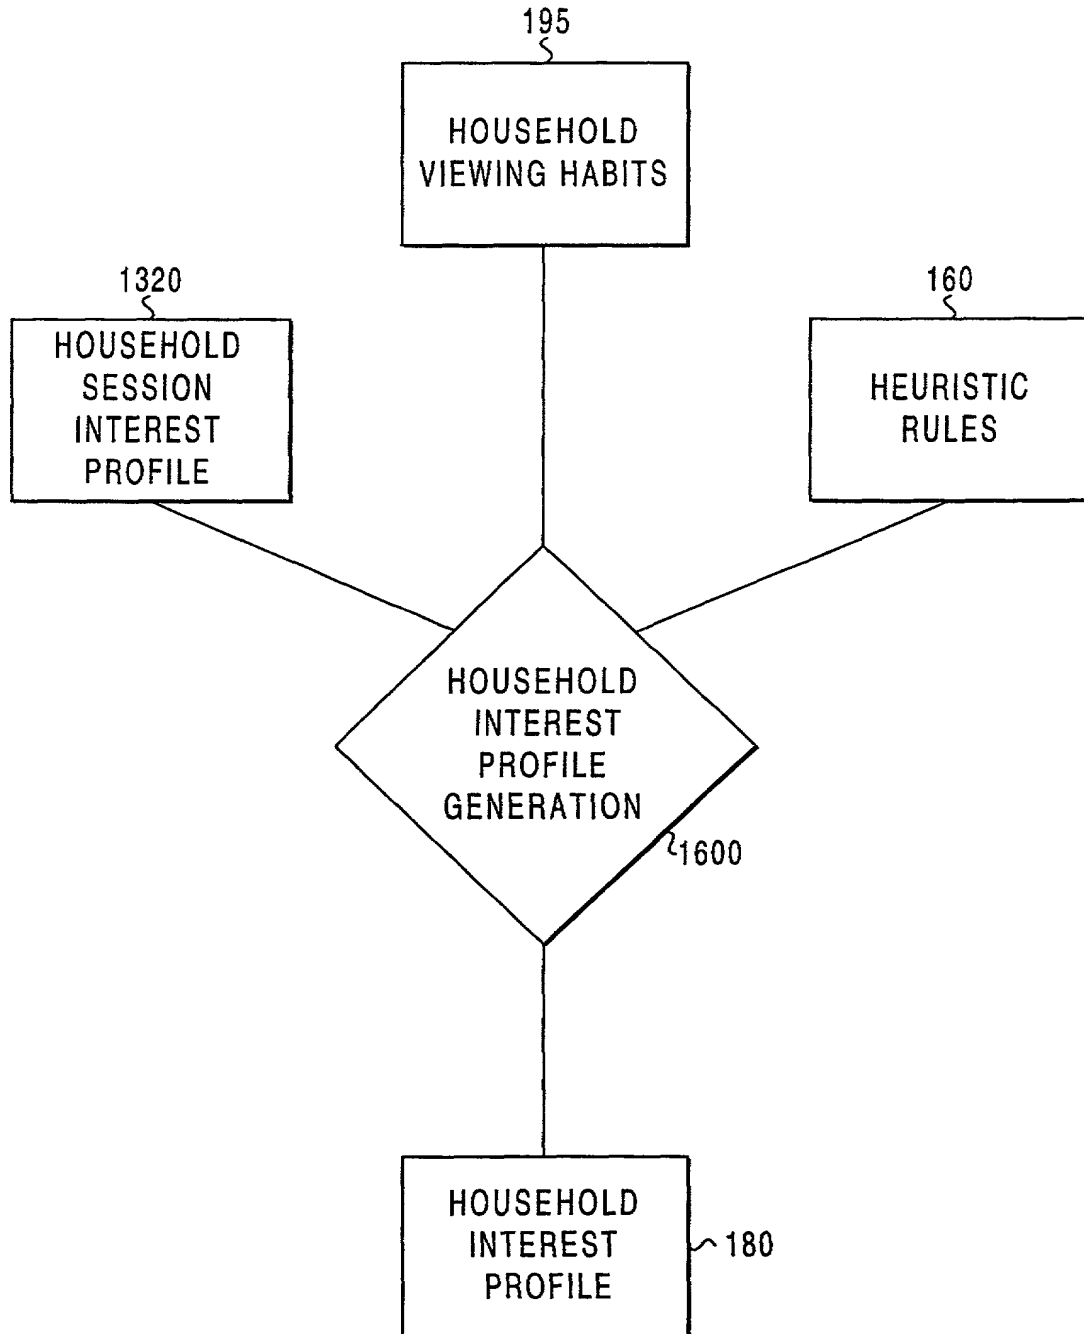 195
HOUSEHOLD
VIEWING HABITS
1320
HOUSEHOLD
SESSION
INTEREST
PROFILE
160
HEURISTIC
RULES
HOUSEHOLD
INTEREST
PROFILE
GENERATION
1600
HOUSEHOLD
INTEREST
PROFILE
180